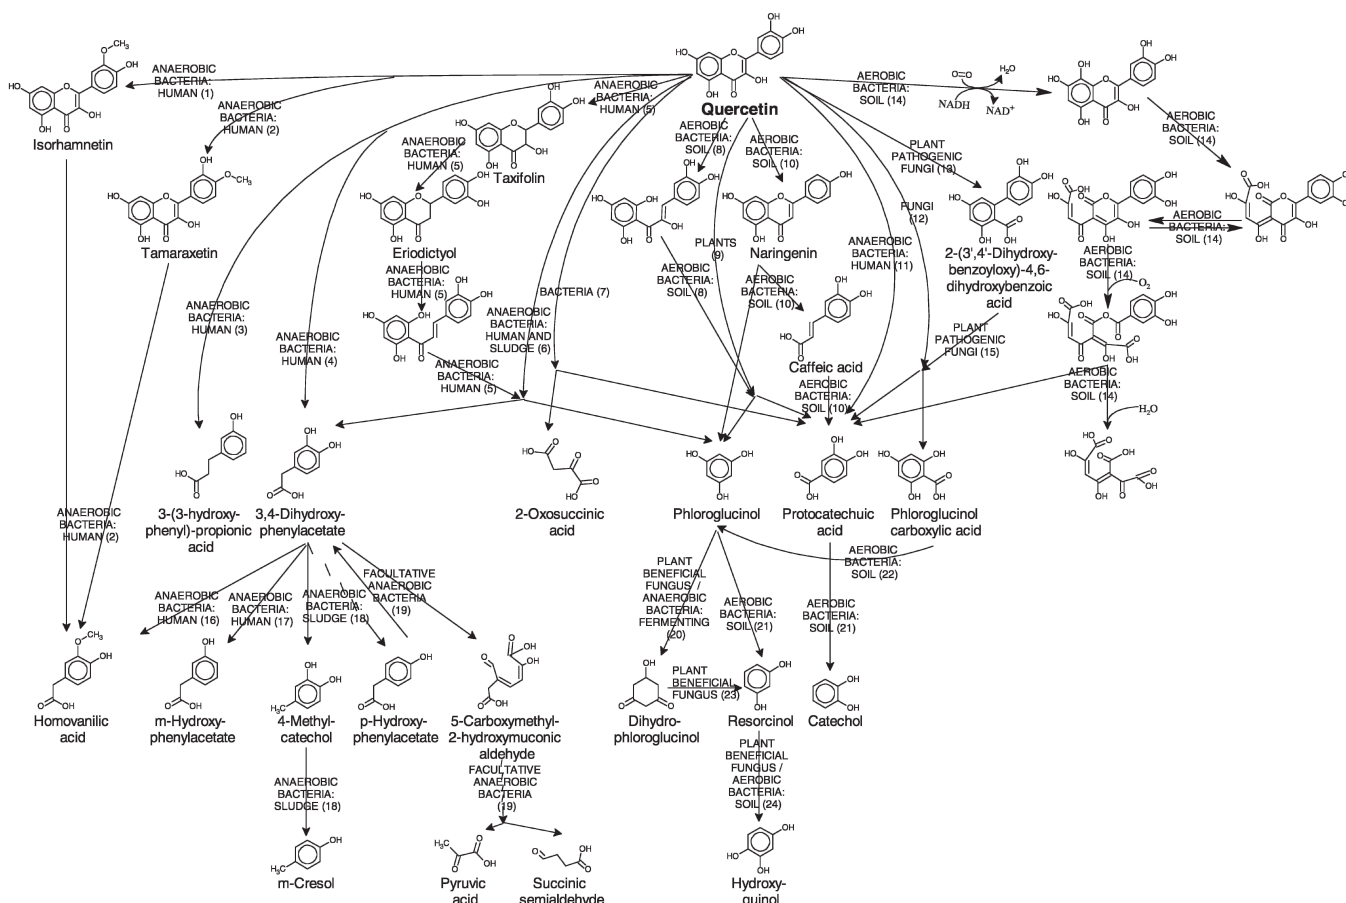 Quercetin
ANAEROBIC
BACTERIA:
HUMAN (1)
Isorhamnetin
OCH₃
ANAEROBIC
BACTERIA:
HUMAN (2)
Tamaraxetin
ANAEROBIC
BACTERIA:
HUMAN (5)
Taxifolin
ANAEROBIC
BACTERIA:
HUMAN (5)
Eriodictyol
ANAEROBIC
BACTERIA:
HUMAN (5)
ANAEROBIC
BACTERIA:
HUMAN (5)
ANAEROBIC
BACTERIA:
HUMAN (3)
ANAEROBIC
BACTERIA:
HUMAN (4)
ANAEROBIC
BACTERIA:
HUMAN AND
SLUDGE (6)
BACTERIA (7)
AEROBIC
BACTERIA:
SOIL (8)
AEROBIC
BACTERIA:
SOIL (8)
PLANTS
(9)
AEROBIC
BACTERIA:
SOIL (10)
Naringenin
AEROBIC
BACTERIA:
SOIL (10)
Caffeic acid
AEROBIC
BACTERIA:
SOIL (10)
ANAEROBIC
BACTERIA:
HUMAN (11)
FUNGI
(12)
PLANT
PATHOGENIC
FUNGI (13)
2-(3',4'-Dihydroxy-
benzoyloxy)-4,6-
dihydroxybenzoic
acid
PLANT
PATHOGENIC
FUNGI (15)
AEROBIC
BACTERIA:
SOIL (14)
O=O
H₂O
NADH
NAD⁺
AEROBIC
BACTERIA:
SOIL (14)
AEROBIC
BACTERIA:
SOIL (14)
AEROBIC
BACTERIA:
SOIL (14)
O₂
AEROBIC
BACTERIA:
SOIL (14)
H₂O
3-(3-hydroxy-
phenyl)-propionic
acid
3,4-Dihydroxy-
phenylacetate
2-Oxosuccinic
acid
Phloroglucinol
Protocatechuic
acid
Phloroglucinol
carboxylic acid
ANAEROBIC
BACTERIA:
HUMAN (2)
ANAEROBIC
BACTERIA:
HUMAN (16)
ANAEROBIC
BACTERIA:
HUMAN (17)
ANAEROBIC
BACTERIA:
SLUDGE (18)
FACULTATIVE
ANAEROBIC
BACTERIA
(19)
PLANT
BENEFICIAL
FUNGUS /
ANAEROBIC
BACTERIA:
FERMENTING
(20)
AEROBIC
BACTERIA:
SOIL (21)
AEROBIC
BACTERIA:
SOIL (21)
AEROBIC
BACTERIA:
SOIL (22)
Homovanilic
acid
m-Hydroxy-
phenylacetate
4-Methyl-
catechol
p-Hydroxy-
phenylacetate
5-Carboxymethyl-
2-hydroxymuconic
aldehyde
Dihydro-
phloroglucinol
PLANT
BENEFICIAL
FUNGUS (23)
Resorcinol
Catechol
ANAEROBIC
BACTERIA:
SLUDGE (18)
FACULTATIVE
ANAEROBIC
BACTERIA
(19)
PLANT
BENEFICIAL
FUNGUS /
AEROBIC
BACTERIA:
SOIL (24)
m-Cresol
Pyruvic
acid
Succinic
semialdehyde
Hydroxy-
quinol